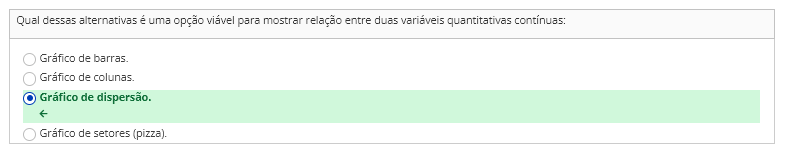 Qual dessas alternativas é uma opção viável para mostrar relação entre duas variáveis quantitativas contínuas:
Gráfico de barras.
Gráfico de colunas.
Gráfico de dispersão.
←
Gráfico de setores (pizza).